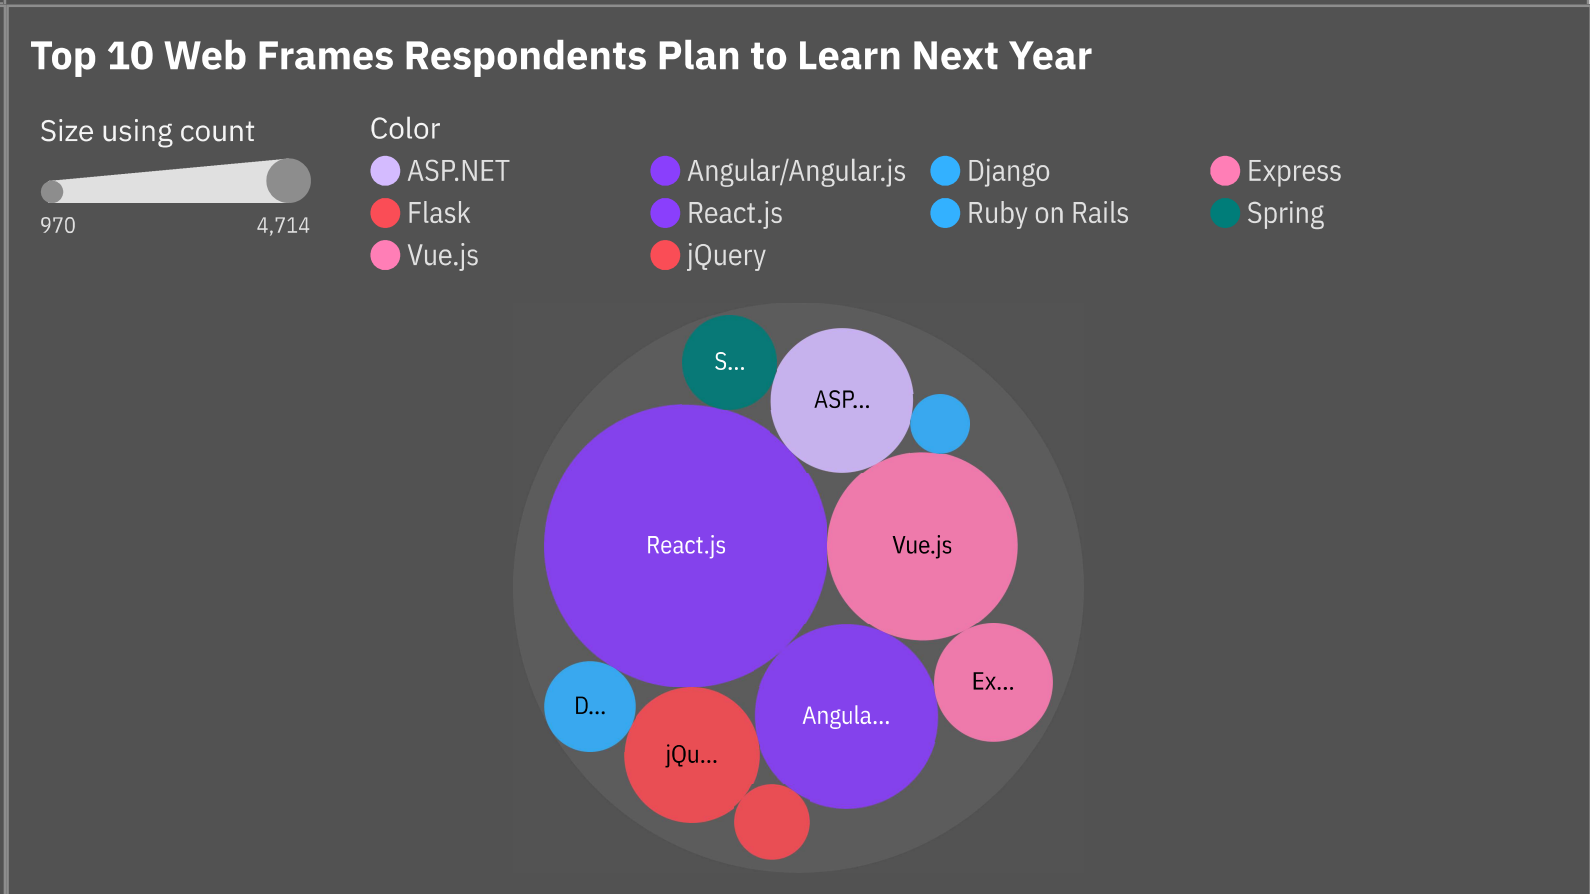 Top 10 Web Frames Respondents Plan to Learn Next Year
Size using count
970 4,714
Color
ASP.NET Angular/Angular.js Django Express
Flask React.js Ruby on Rails Spring
Vue.js jQuery
S...
ASP...
React.js
Vue.js
Ex...
D...
Angula...
jQu...